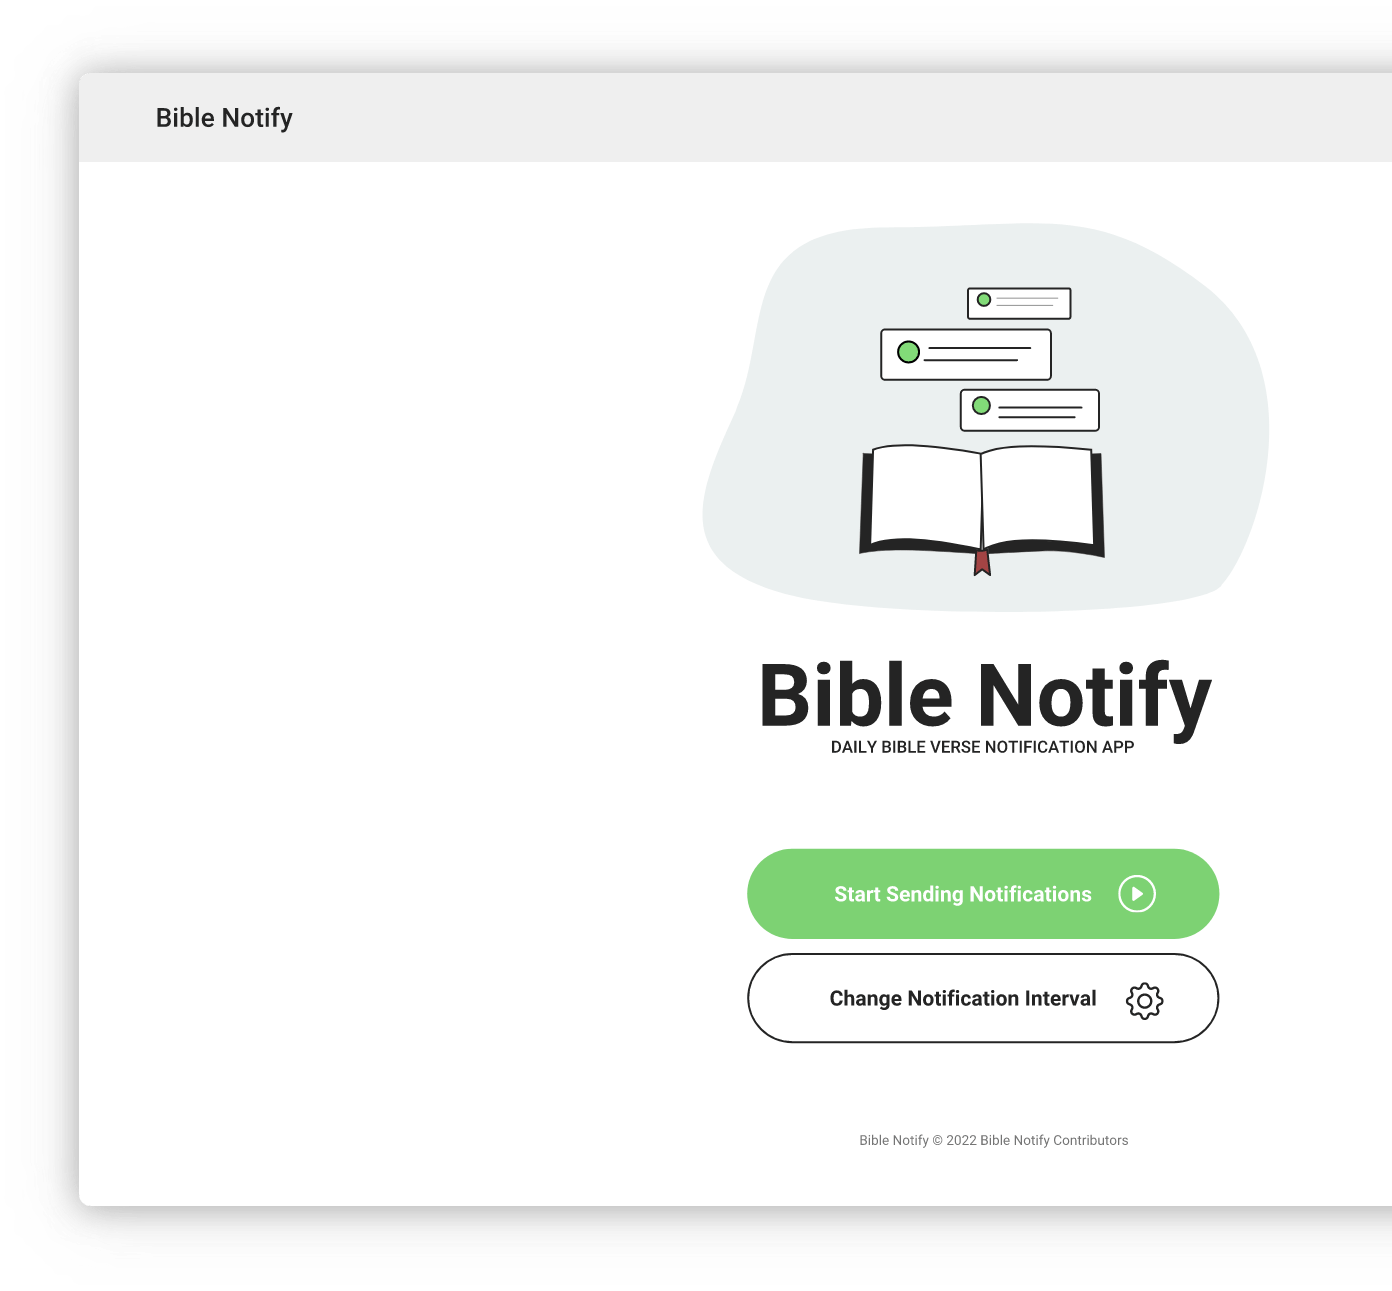 Bible Notify
Bible Notify
DAILY BIBLE VERSE NOTIFICATION APP
Start Sending Notifications
Change Notification Interval
Bible Notify © 2022 Bible Notify Contributors